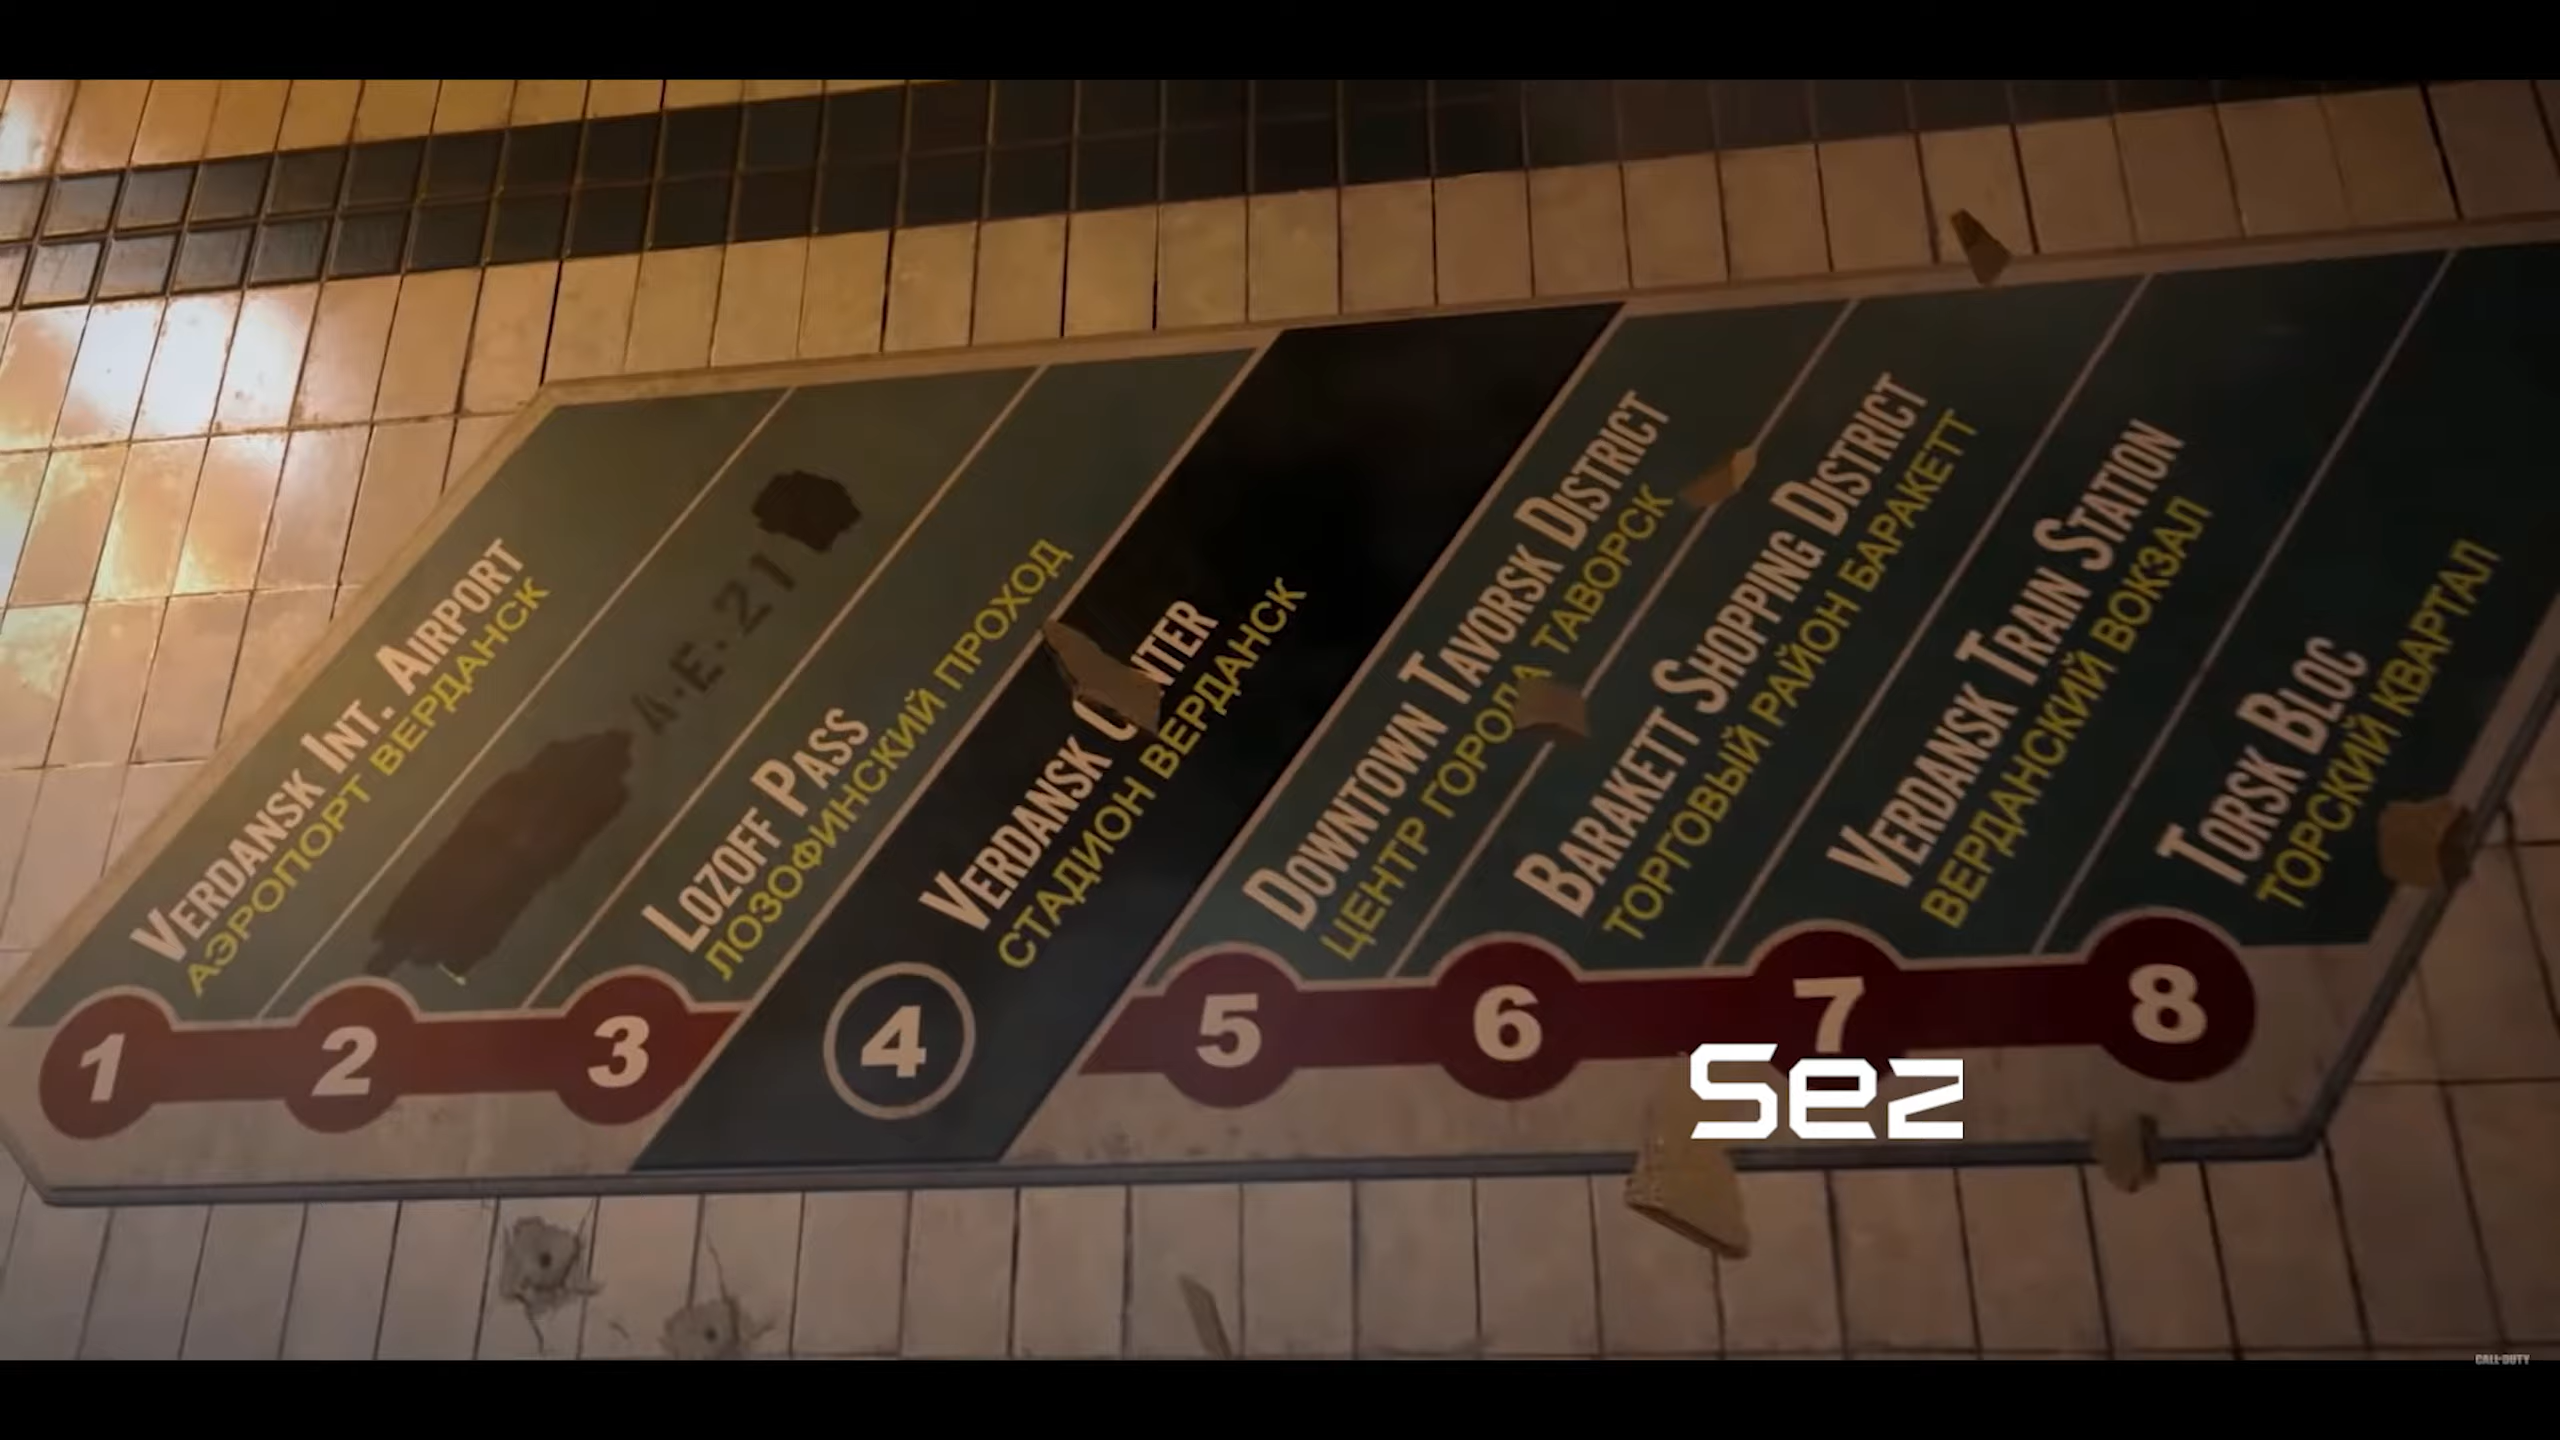 VERDANSK INT. AIRPORT
АЭРОПОРТ ВЕРДАНСК
A.E.21
LOZOFF PASS
ЛОЗОФИНСКИЙ ПРОХОД
VERDANSK C NTER
СТАДИОН ВЕРДАНСК
DOWNTOWN TAVORSK DISTRICT
ЦЕНТР ГОРОДА ТАВОРСК
BARAKETT SHOPPING DISTRICT
ТОРГОВЫЙ РАЙОН БАРАКЕТТ
VERDANSK TRAIN STATION
ВЕРДАНСКИЙ ВОКЗАЛ
TORSK BLOC
ТОРСКИЙ КВАРТАЛ
1 2 3 4 5 6 7 8
Sez
CALL DUTY